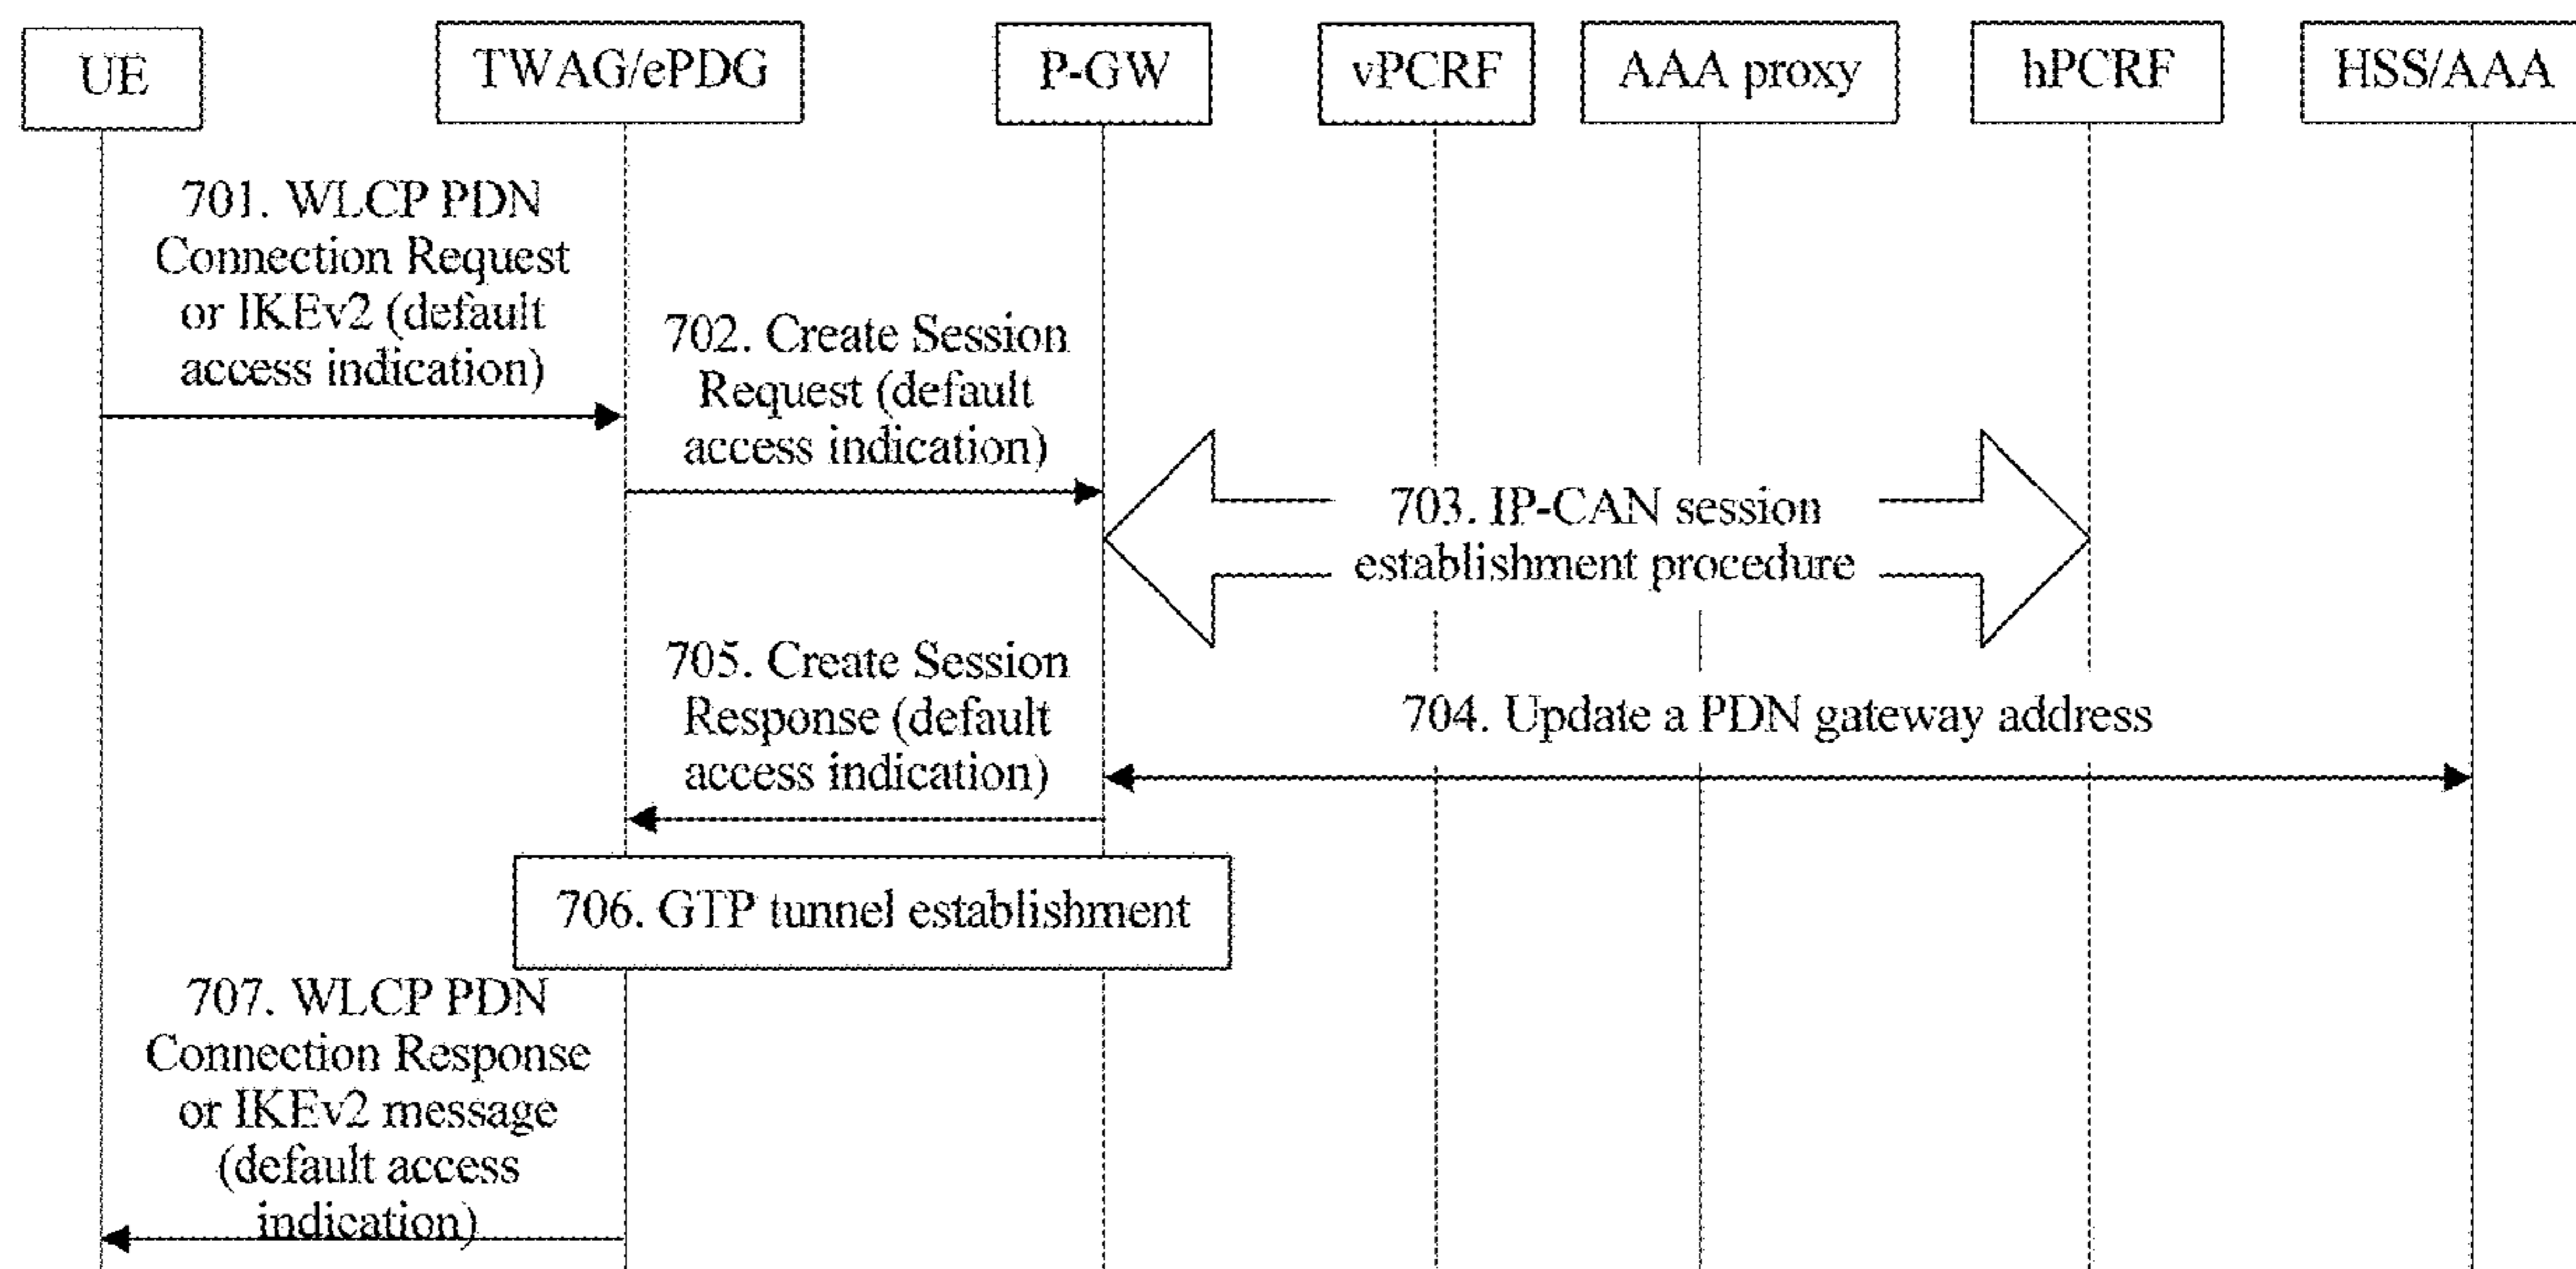 UE
TWAG/ePDG
P-GW
vPCRF
AAA proxy
hPCRF
HSS/AAA
701. WLCP PDN
Connection Request
or IKEv2 (default
access indication)
702. Create Session
Request (default
access indication)
703. IP-CAN session
establishment procedure
704. Update a PDN gateway address
705. Create Session
Response (default
access indication)
706. GTP tunnel establishment
707. WLCP PDN
Connection Response
or IKEv2 message
(default access
indication)